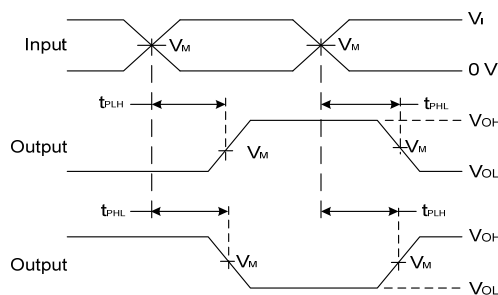 Input
VM
VM
VI
0 V
tPLH
tPHL
Output
VM
VM
VOH
VOL
tPHL
tPLH
Output
VM
VM
VOH
VOL